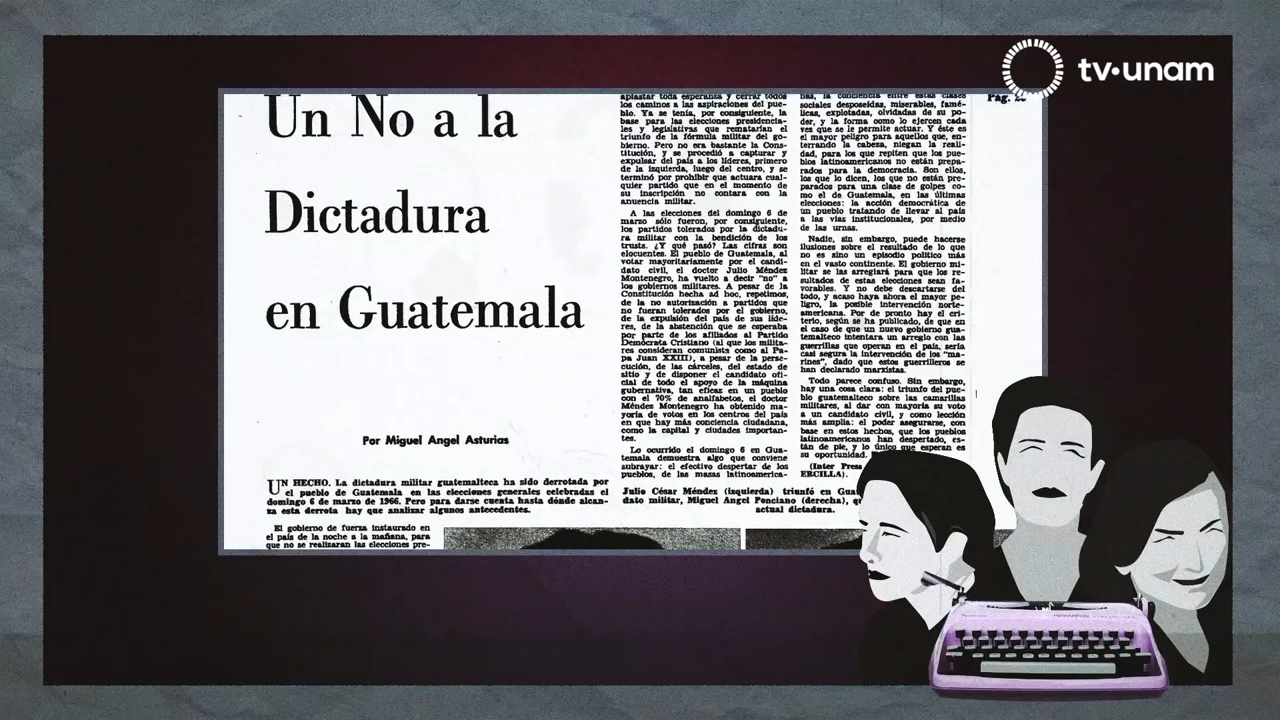 tv·unam
Un No a la
Dictadura
en Guatemala
Por Miguel Angel Asturias
UN HECHO. La dictadura militar guatemalteca ha sido derrotada por
el pueblo de Guatemala en las elecciones generales celebradas el
domingo 6 de marzo de 1966. Pero para darse cuenta hasta dónde alcan-
za esta derrota hay que analizar algunos antecedentes.
El gobierno de fuerza instaurado en
el país de la noche a la mañana, para
que no se realizaran las elecciones pre-
aplastar toda esperanza y cerrar todos
los caminos a las aspiraciones del pue-
blo. Ya se tenía, por consiguiente, la
base para las elecciones presidencia-
les y legislativas que rematarían el
triunfo de la fórmula militar del go-
bierno. Pero no era bastante la Cons-
titución, y se procedió a capturar y
expulsar del país a los líderes, primero
de la izquierda, luego del centro, y se
terminó por prohibir que actuara cual-
quier partido que en el momento de
su inscripción no contara con la
anuencia militar.
A las elecciones del domingo 6 de
marzo sólo fueron, por consiguiente,
los partidos tolerados por la dictadu-
ra militar con la bendición de los
trusts. ¿Y qué pasó? Las cifras son
elocuentes. El pueblo de Guatemala, al
votar mayoritariamente por el candi-
dato civil, el doctor Julio Méndez
Montenegro, ha vuelto a decir "no" a
los gobiernos militares. A pesar de la
Constitución hecha ad hoc, repetimos,
de la no autorización a partidos que
no fueran tolerados por el gobierno,
de la expulsión del país de sus líde-
res, de la abstención que se esperaba
por parte de los afiliados al Partido
Demócrata Cristiano (al que los milita-
res consideran comunista como al Pa-
pa Juan XXIII), a pesar de la perse-
cución, de las cárceles, del estado de
sitio y de disponer el candidato ofi-
cial de todo el apoyo de la máquina
gubernativa, tan eficaz en un pueblo
con el 70% de analfabetos, el doctor
Méndez Montenegro ha obtenido ma-
yoría de votos en los centros del país
en que hay más conciencia ciudadana,
como la capital y ciudades importan-
tes.
Lo ocurrido el domingo 6 en Gua-
temala demuestra algo que conviene
subrayar: el efectivo despertar de los
pueblos, de las masas latinoamerica-
nas, la conciencia entre estas clases
sociales desposeídas, miserables, famé-
licas, explotadas, olvidadas de su po-
der, y la forma como lo ejercen cada
vez que se le permite actuar. Y éste es
el mayor peligro para aquellos que, en-
terrando la cabeza, niegan la reali-
dad, para los que repiten que los pue-
blos latinoamericanos no están prepa-
rados para la democracia. Son ellos,
los que lo dicen, los que no están pre-
parados para una clase de golpes co-
mo el de Guatemala, en las últimas
elecciones: la acción democrática de
un pueblo tratando de llevar al país
a las vías institucionales, por medio
de las urnas.
Nadie, sin embargo, puede hacerse
ilusiones sobre el resultado de lo que
no es sino un episodio político más
en el vasto continente. El gobierno mi-
litar se las arreglará para que los re-
sultados de estas elecciones sean fa-
vorables. Y no debe descartarse del
todo, y acaso haya ahora el mayor pe-
ligro, la posible intervención norte-
americana. Por de pronto hay el cri-
terio, según se ha publicado, de que en
el caso de que un nuevo gobierno gua-
temalteco intentara un arreglo con las
guerrillas que operan en el país, sería
casi segura la intervención de los "ma-
rines", dado que estos guerrilleros se
han declarado marxistas.
Todo parece confuso. Sin embargo,
hay una cosa clara: el triunfo del pue-
blo guatemalteco sobre las camarillas
militares, al dar con mayoría su voto
a un candidato civil, y como lección
más amplia: el poder asegurarse, con
base en estos hechos, que los pueblos
latinoamericanos han despertado, es-
tán de pie, y lo único que esperan es
su oportunidad.
(Inter Press
ERCILLA).
Pág.
Julio César Méndez (izquierda) triunfó en Gua
dato militar, Miguel Angel Ponciano (derecha), qu
actual dictadura.